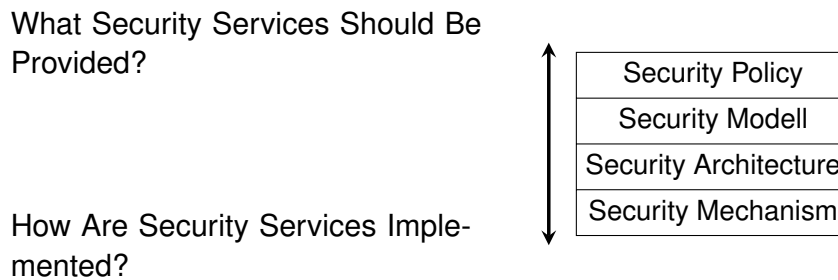 What Security Services Should Be
Provided?
Security Policy
Security Modell
Security Architecture
Security Mechanism
How Are Security Services Imple-
mented?